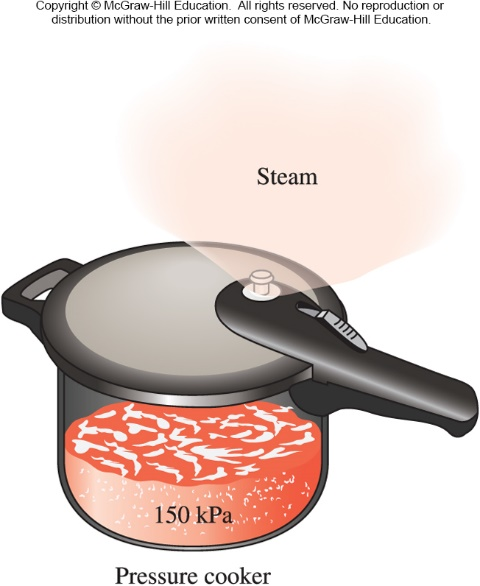 Copyright © McGraw-Hill Education.  All rights reserved. No reproduction or
distribution without the prior written consent of McGraw-Hill Education.
Steam
150 kPa
Pressure cooker